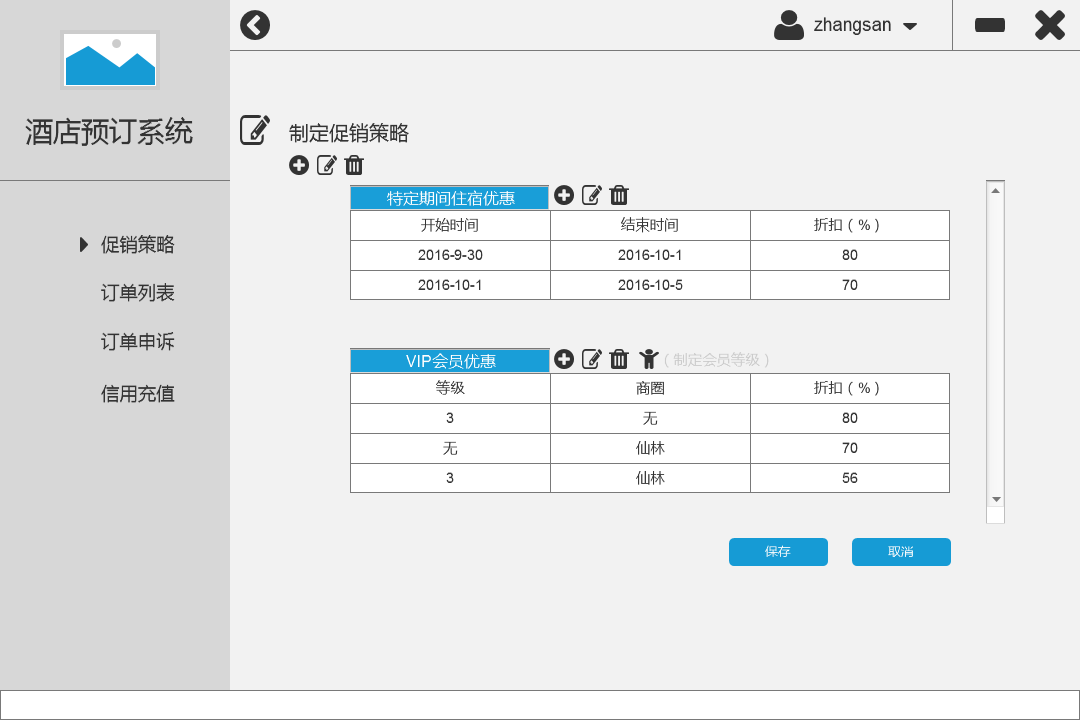 zhangsan
酒店预订系统
制定促销策略
促销策略
订单列表
订单申诉
信用充值
特定期间住宿优惠
开始时间 结束时间 折扣（%）
2016-9-30 2016-10-1 80
2016-10-1 2016-10-5 70
VIP会员优惠 （制定会员等级）
等级 商圈 折扣（%）
3 无 80
无 仙林 70
3 仙林 56
保存 取消